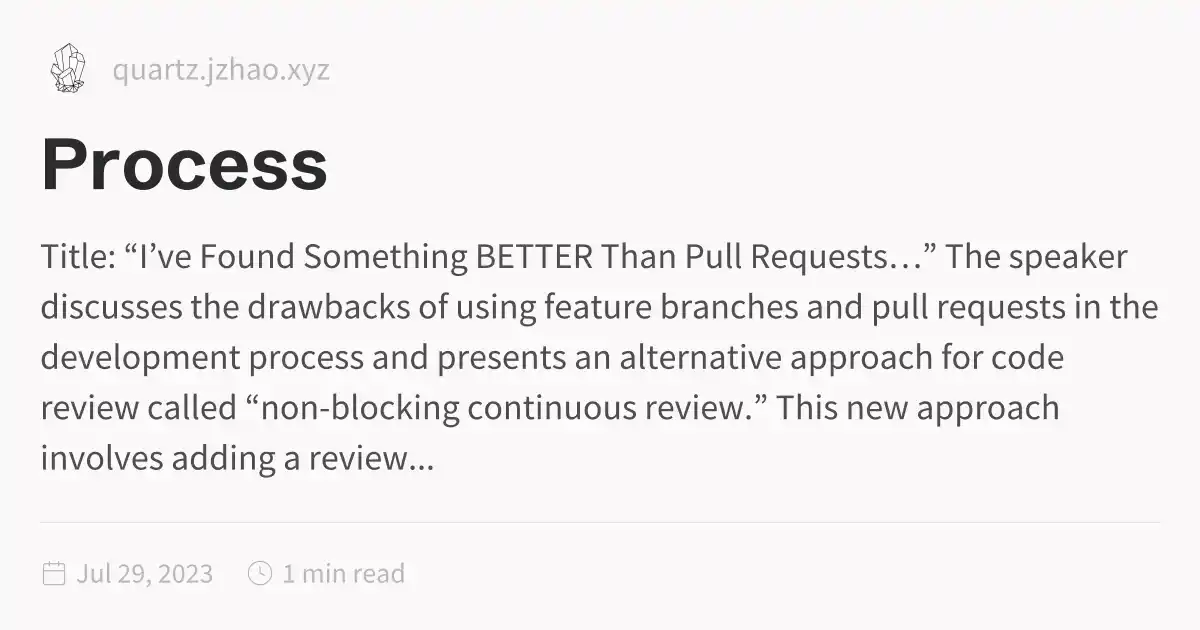 quartz.jzhao.xyz
Process
Title: “I’ve Found Something BETTER Than Pull Requests…” The speaker
discusses the drawbacks of using feature branches and pull requests in the
development process and presents an alternative approach for code
review called “non-blocking continuous review.” This new approach
involves adding a review...
Jul 29, 2023 1 min read